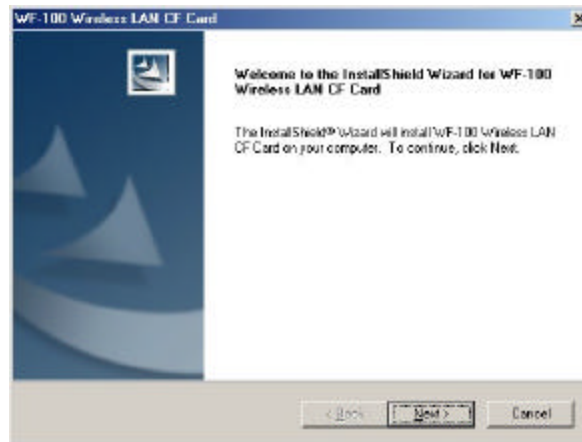 WF-100 Wireless LAN CF Card
Welcome to the InstallShield Wizard for WF-100
Wireless LAN CF Card
The InstallShield® Wizard will install WF-100 Wireless LAN
CF Card on your computer. To continue, click Next.
< Back
Next >
Cancel